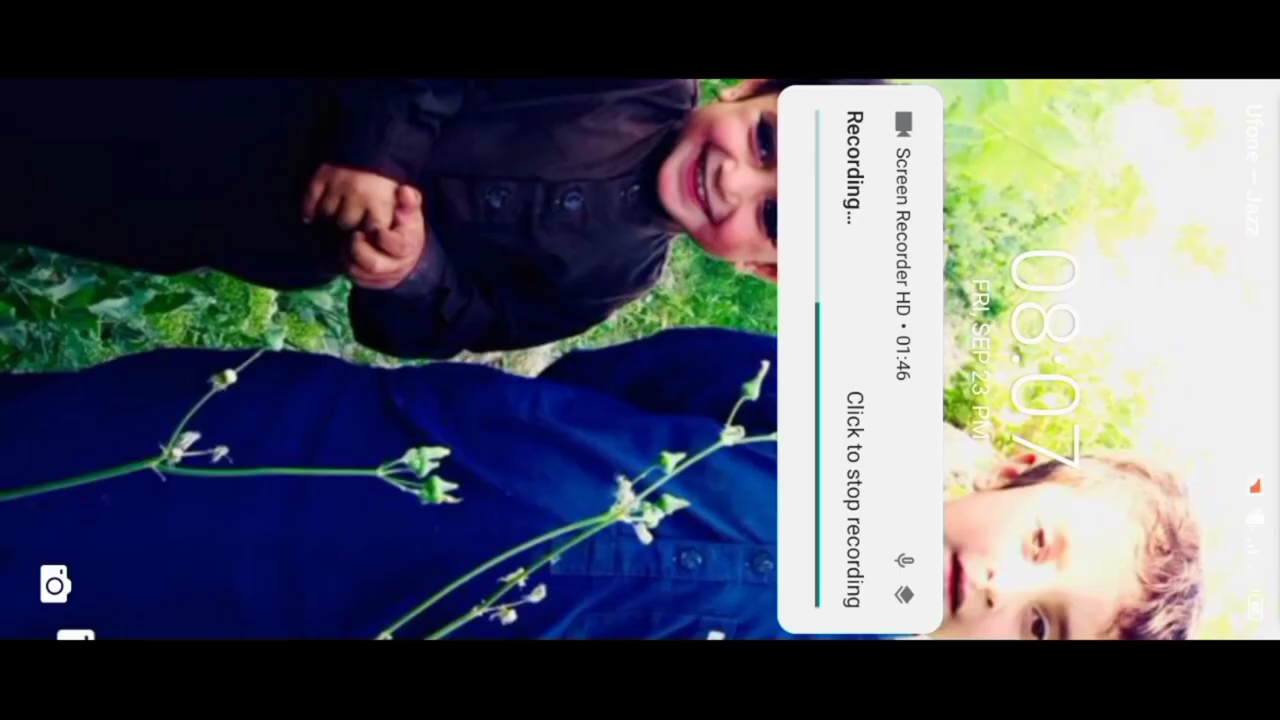 Ufone — Jazz
08:07
FRI, SEP 23 PM
Screen Recorder HD • 01:46
Recording...
Click to stop recording